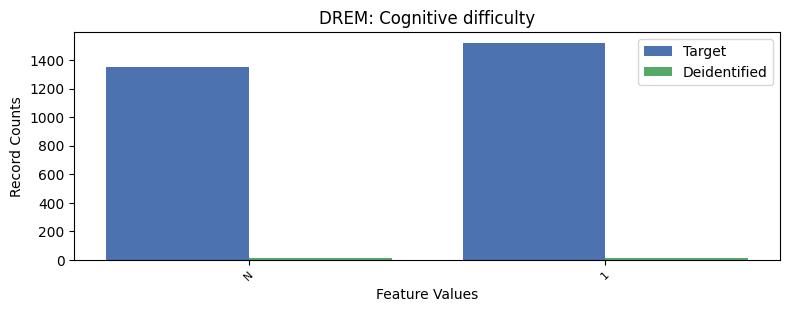 DREM: Cognitive difficulty
Target
Deidentified
Record Counts
1400
1200
1000
800
600
400
200
0
N
1
Feature Values